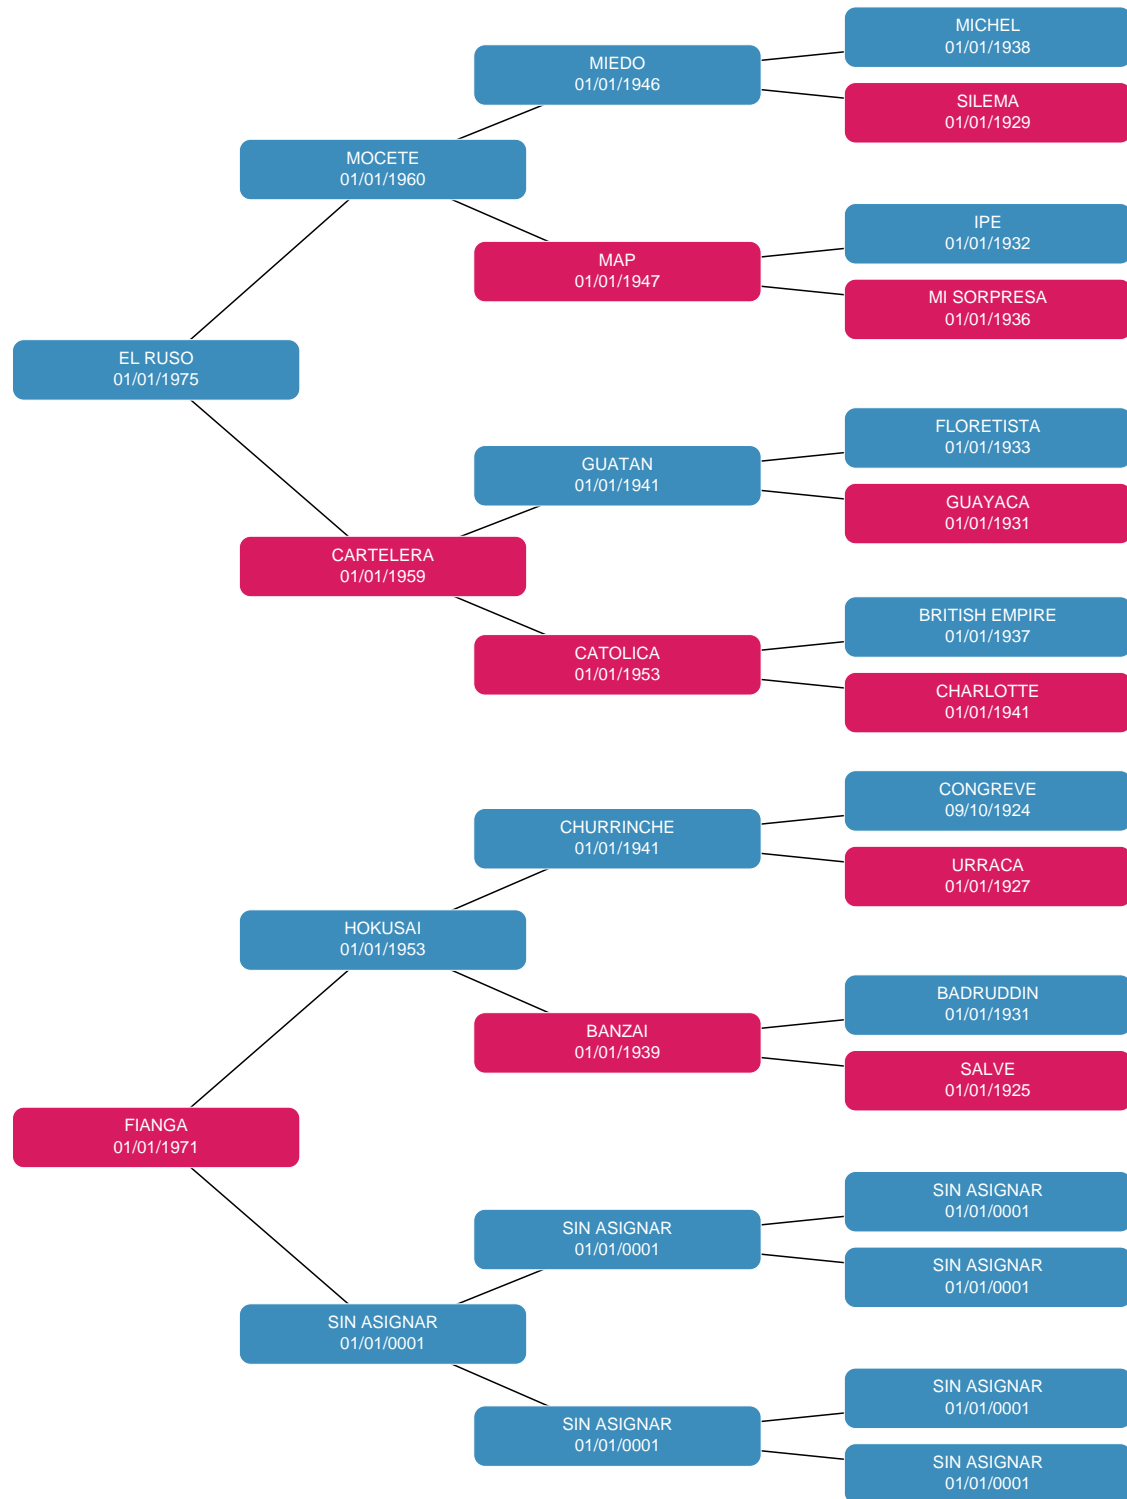 MICHEL
01/01/1938
MIEDO
01/01/1946
SILEMA
01/01/1929
MOCETE
01/01/1960
IPE
01/01/1932
MAP
01/01/1947
MI SORPRESA
01/01/1936
EL RUSO
01/01/1975
FLORETISTA
01/01/1933
GUATAN
01/01/1941
GUAYACA
01/01/1931
CARTELERA
01/01/1959
BRITISH EMPIRE
01/01/1937
CATOLICA
01/01/1953
CHARLOTTE
01/01/1941
CONGREVE
09/10/1924
CHURRINCHE
01/01/1941
URRACA
01/01/1927
HOKUSAI
01/01/1953
BADRUDDIN
01/01/1931
BANZAI
01/01/1939
SALVE
01/01/1925
FIANGA
01/01/1971
SIN ASIGNAR
01/01/0001
SIN ASIGNAR
01/01/0001
SIN ASIGNAR
01/01/0001
SIN ASIGNAR
01/01/0001
SIN ASIGNAR
01/01/0001
SIN ASIGNAR
01/01/0001
SIN ASIGNAR
01/01/0001